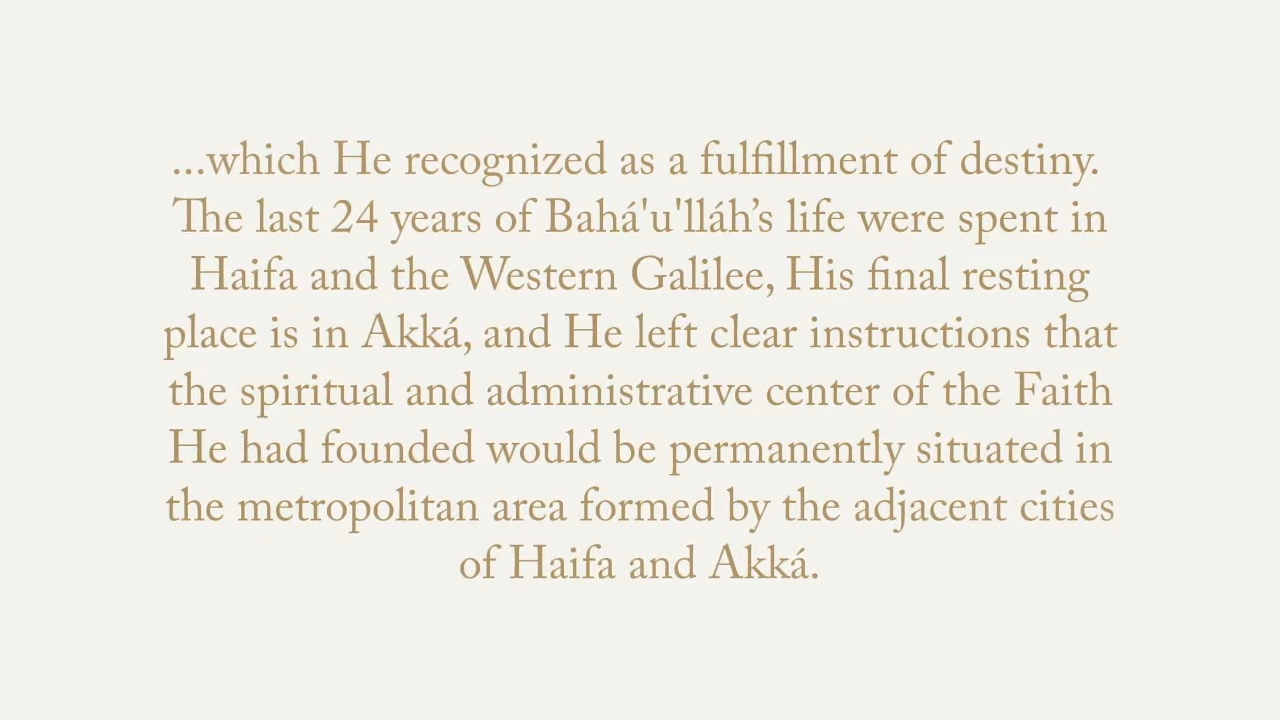 ...which He recognized as a fulfillment of destiny.
The last 24 years of Bahá'u'lláh’s life were spent in
Haifa and the Western Galilee, His final resting
place is in Akká, and He left clear instructions that
the spiritual and administrative center of the Faith
He had founded would be permanently situated in
the metropolitan area formed by the adjacent cities
of Haifa and Akká.